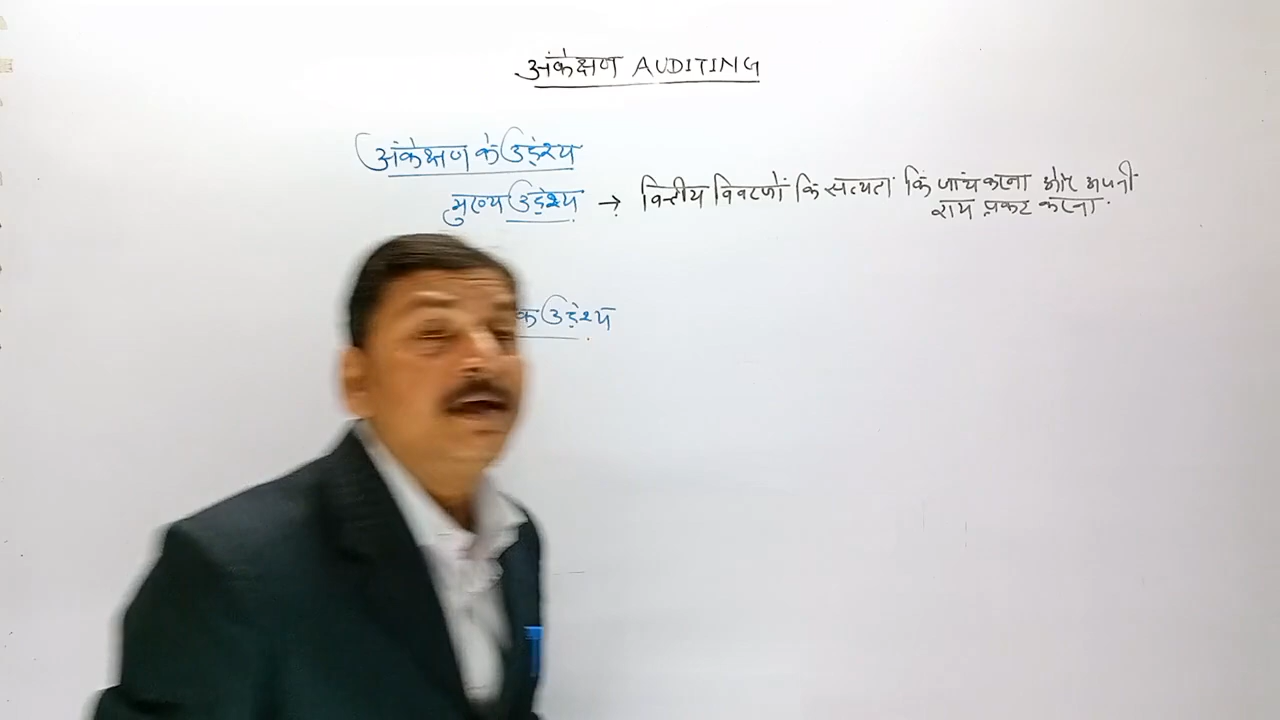 अंकेक्षण AUDITING
अंकेक्षण के उद्देश्य
मुख्य उद्देश्य → वित्तीय विवरणों कि सत्यता कि जांच करना और अपनी
राय प्रकट करना.
क उद्देश्य